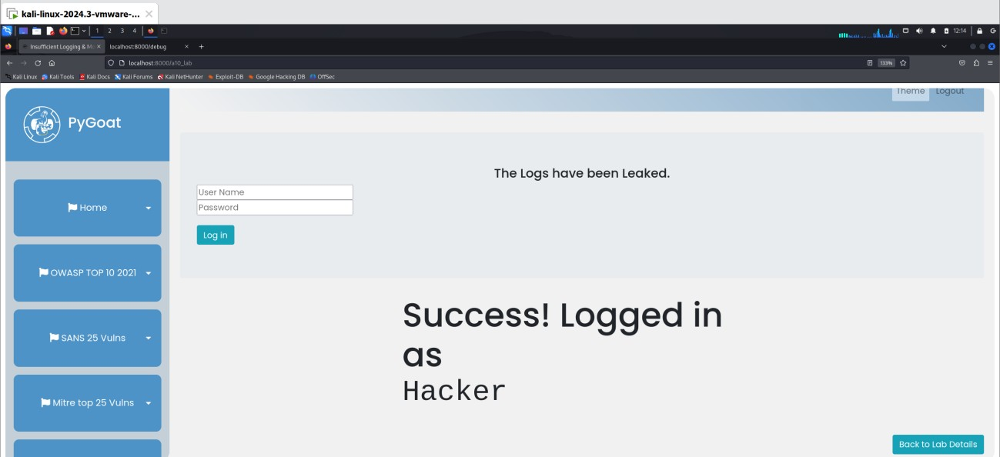 kali-linux-2024.3-vmware-...
1 2 3 4
12:14
Insufficient Logging & Mo
localhost:8000/debug
localhost:8000/a10_lab
133%
Kali Linux Kali Tools Kali Docs Kali Forums Kali NetHunter Exploit-DB Google Hacking DB OffSec
Theme Logout
PyGoat
The Logs have been Leaked.
User Name
Password
Home
Log in
OWASP TOP 10 2021
Success! Logged in
as
SANS 25 Vulns
Hacker
Mitre top 25 Vulns
Back to Lab Details